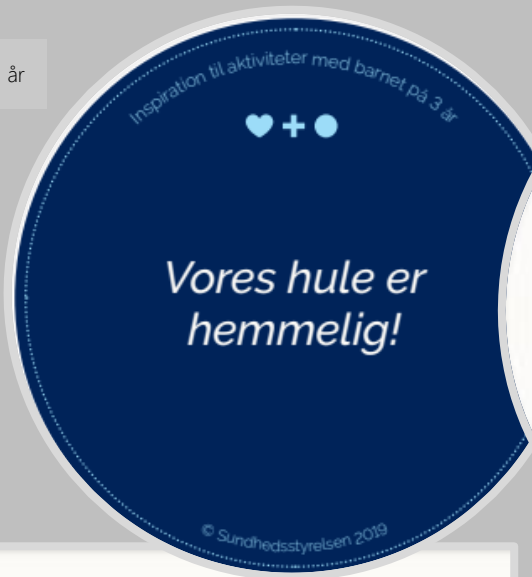 år
Inspiration til aktiviteter med barnet på 3 år
Vores hule er
hemmelig!
© Sundhedsstyrelsen 2019